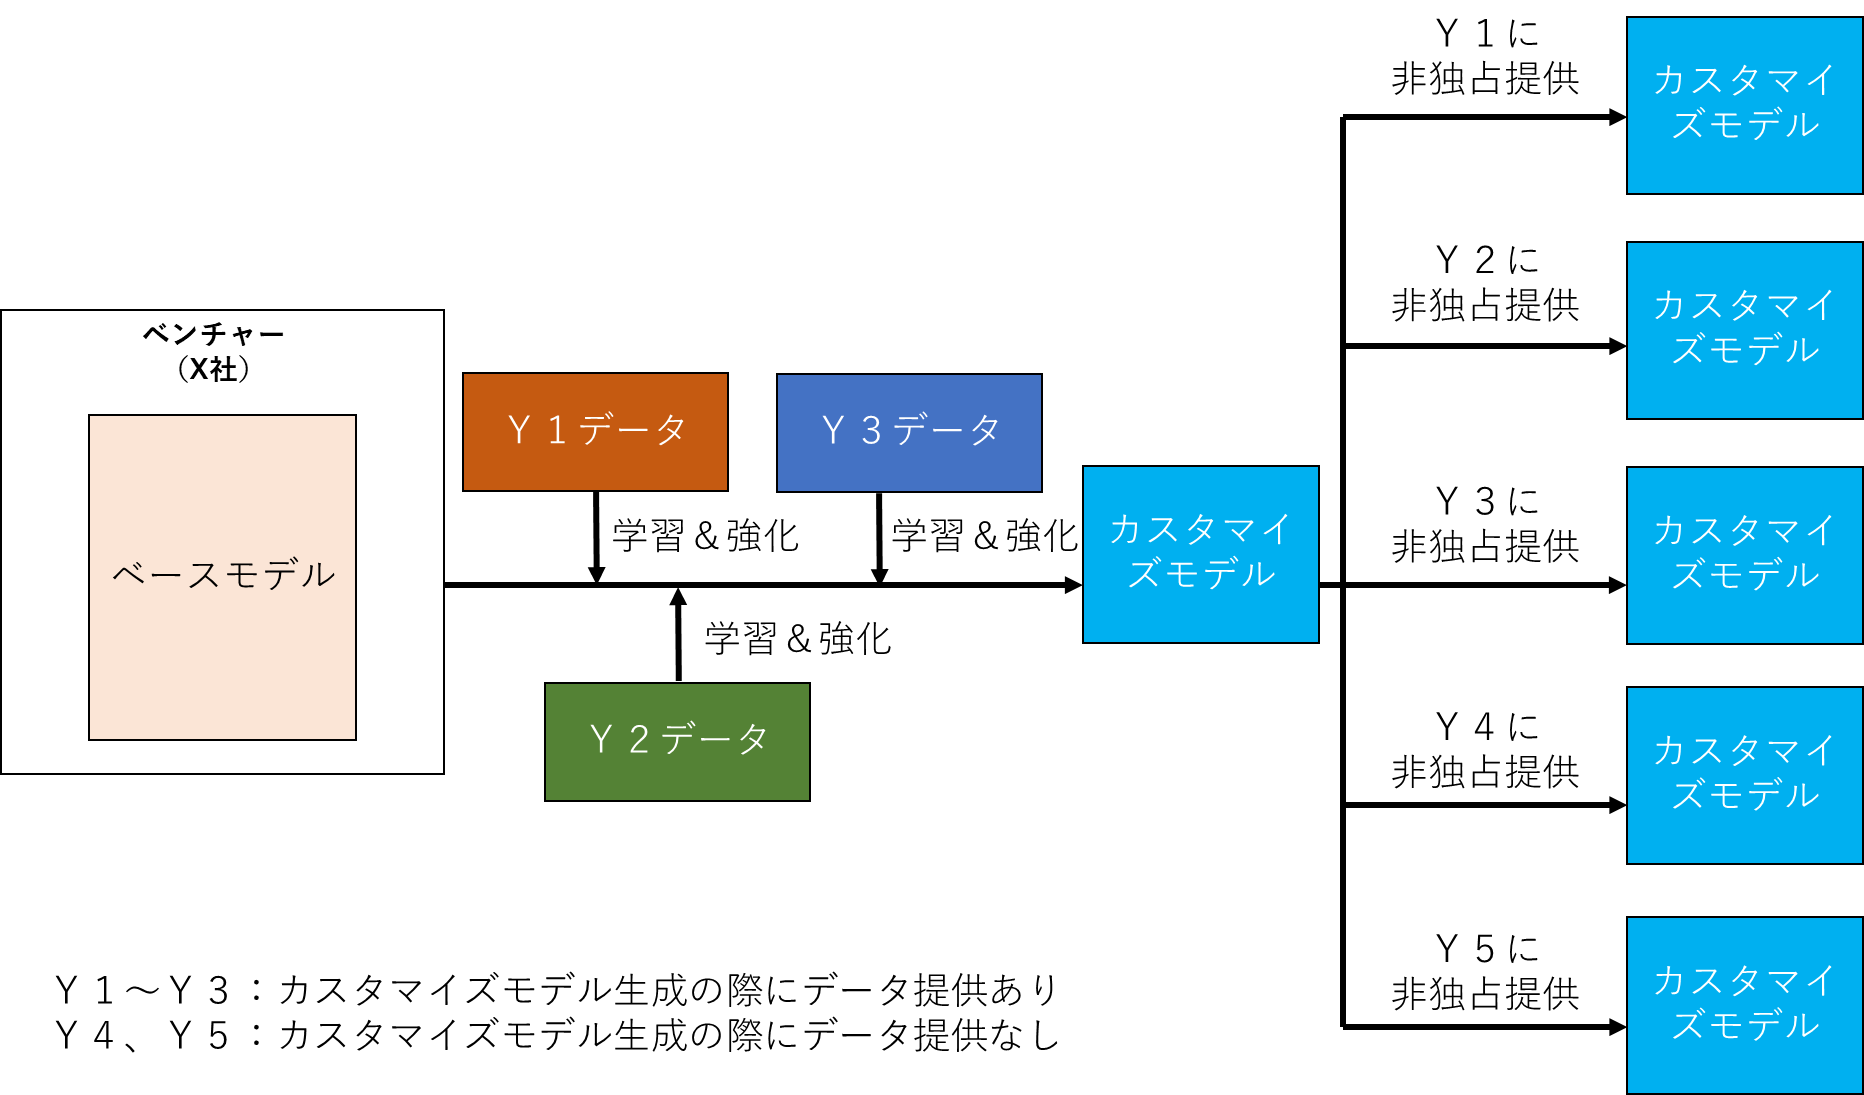 ベンチャー
（X社）
ベースモデル
Ｙ１データ
学習＆強化
Ｙ３データ
学習＆強化
学習＆強化
Ｙ２データ
カスタマイ
ズモデル
Ｙ１に
非独占提供
カスタマイ
ズモデル
Ｙ２に
非独占提供
カスタマイ
ズモデル
Ｙ３に
非独占提供
カスタマイ
ズモデル
Ｙ４に
非独占提供
カスタマイ
ズモデル
Ｙ５に
非独占提供
カスタマイ
ズモデル
Ｙ１～Ｙ３：カスタマイズモデル生成の際にデータ提供あり
Ｙ４、Ｙ５：カスタマイズモデル生成の際にデータ提供なし